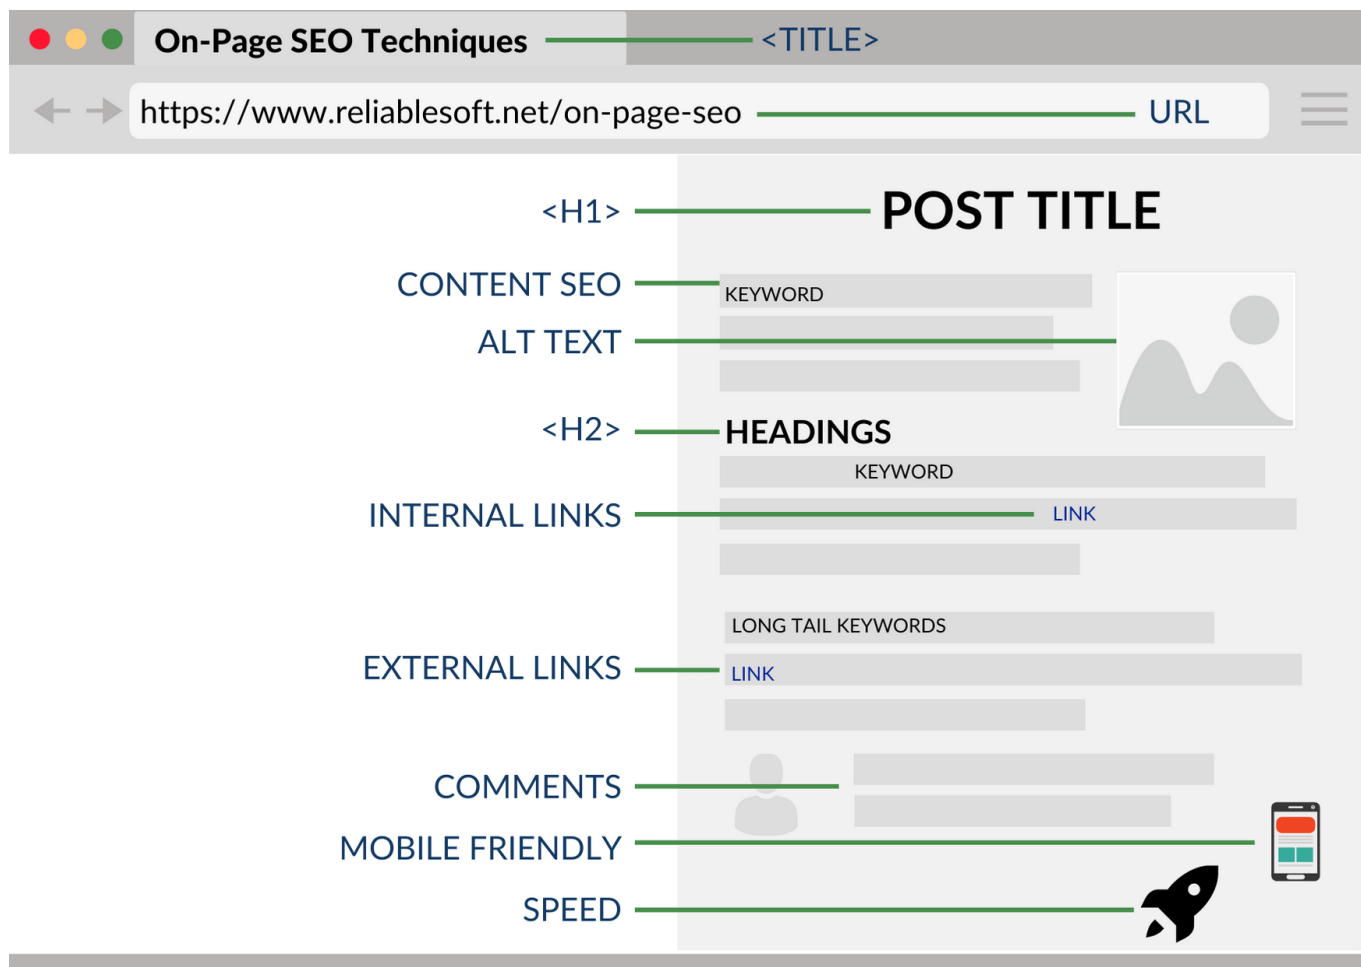 On-Page SEO Techniques <TITLE>
https://www.reliablesoft.net/on-page-seo URL
<H1> POST TITLE
CONTENT SEO KEYWORD
ALT TEXT
<H2> HEADINGS
KEYWORD
INTERNAL LINKS LINK
LONG TAIL KEYWORDS
EXTERNAL LINKS LINK
COMMENTS
MOBILE FRIENDLY
SPEED